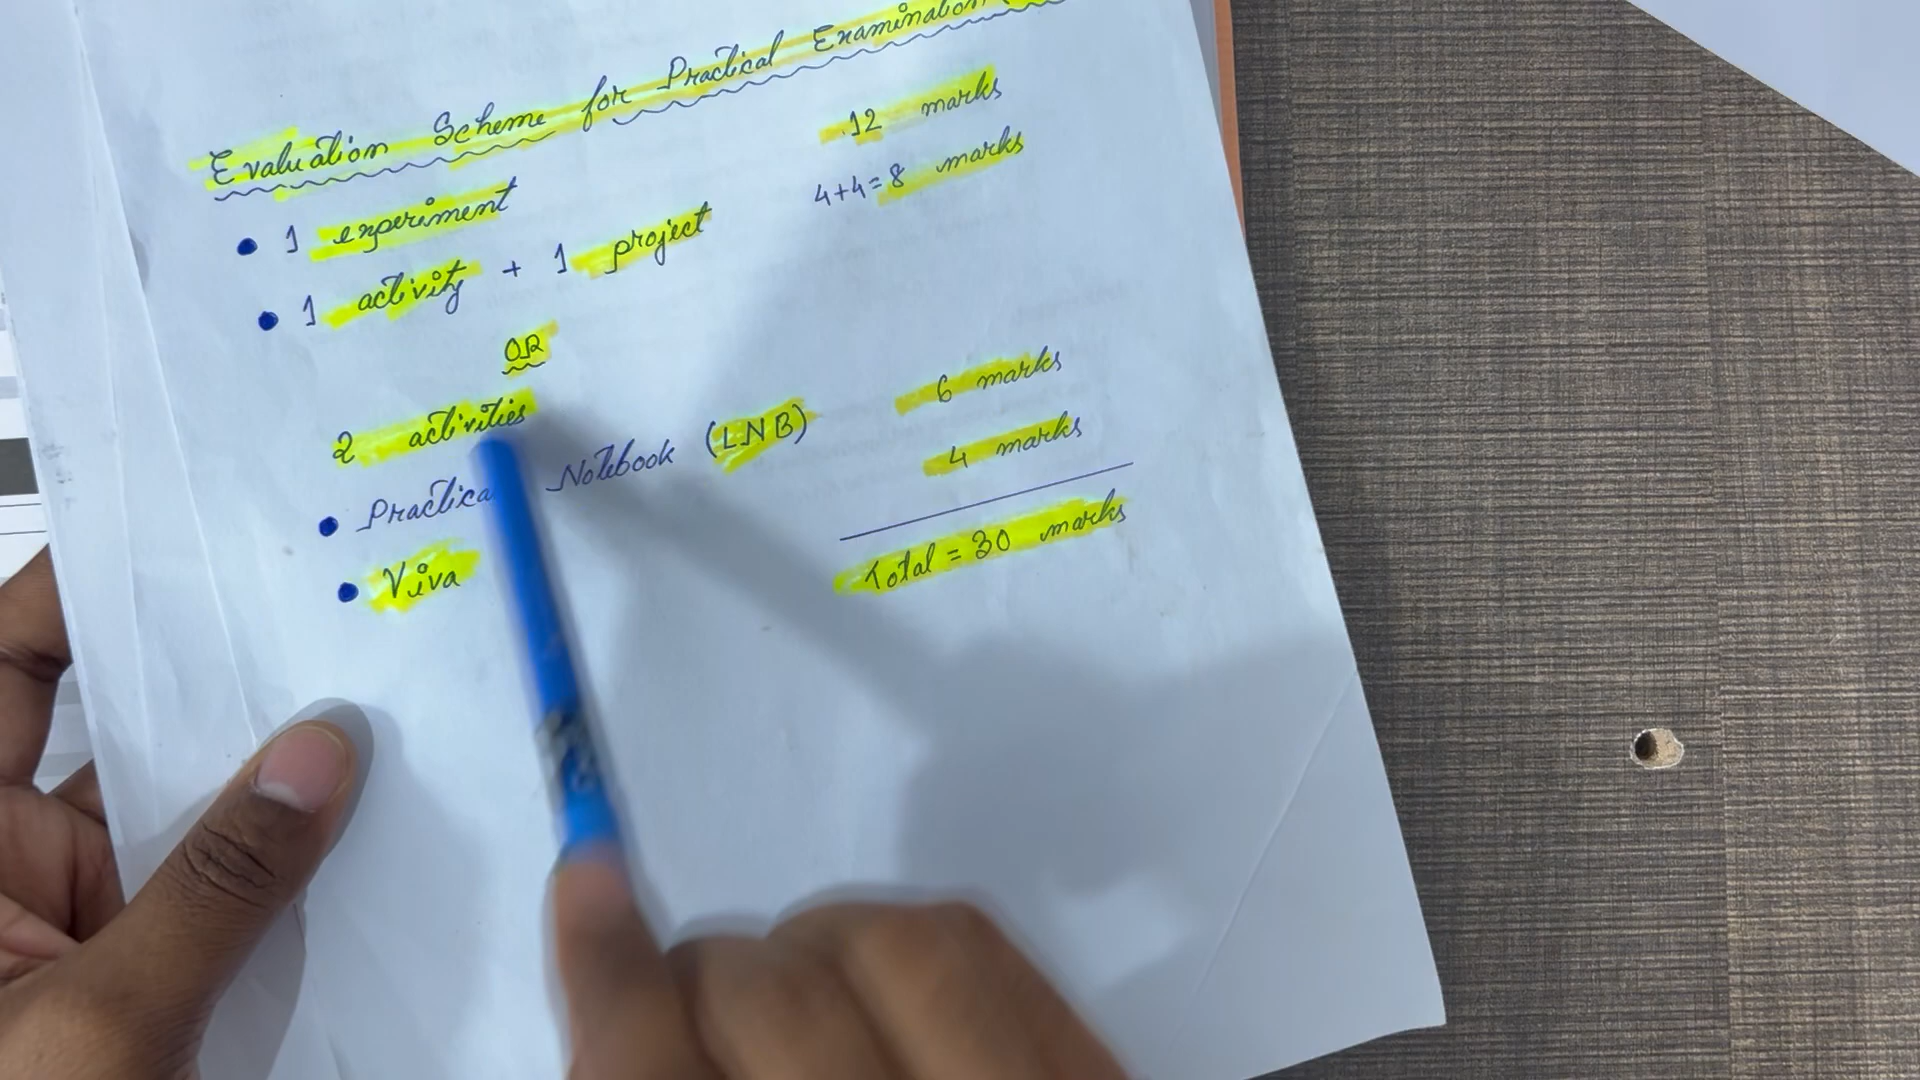 Evaluation Scheme for Practical Examination
• 1 experiment 12 marks
• 1 activity + 1 project 4+4=8 marks
OR
2 activities
• Practical Notebook (LNB) 6 marks
• Viva 4 marks
Total = 30 marks